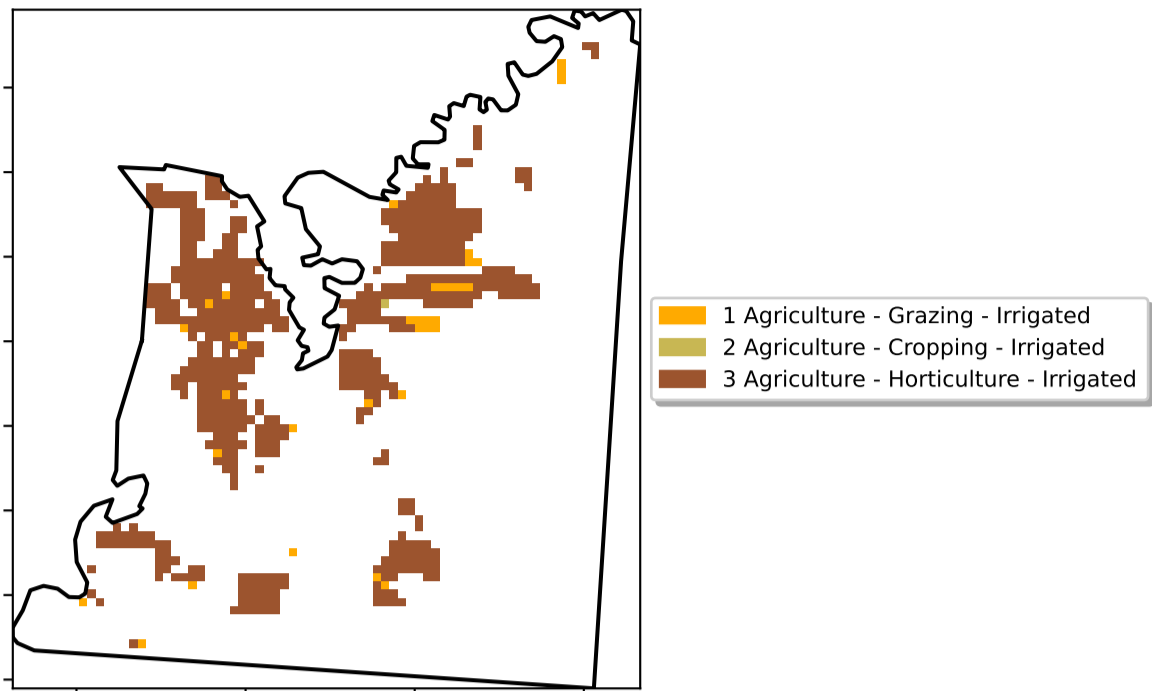 1 Agriculture - Grazing - Irrigated
2 Agriculture - Cropping - Irrigated
3 Agriculture - Horticulture - Irrigated